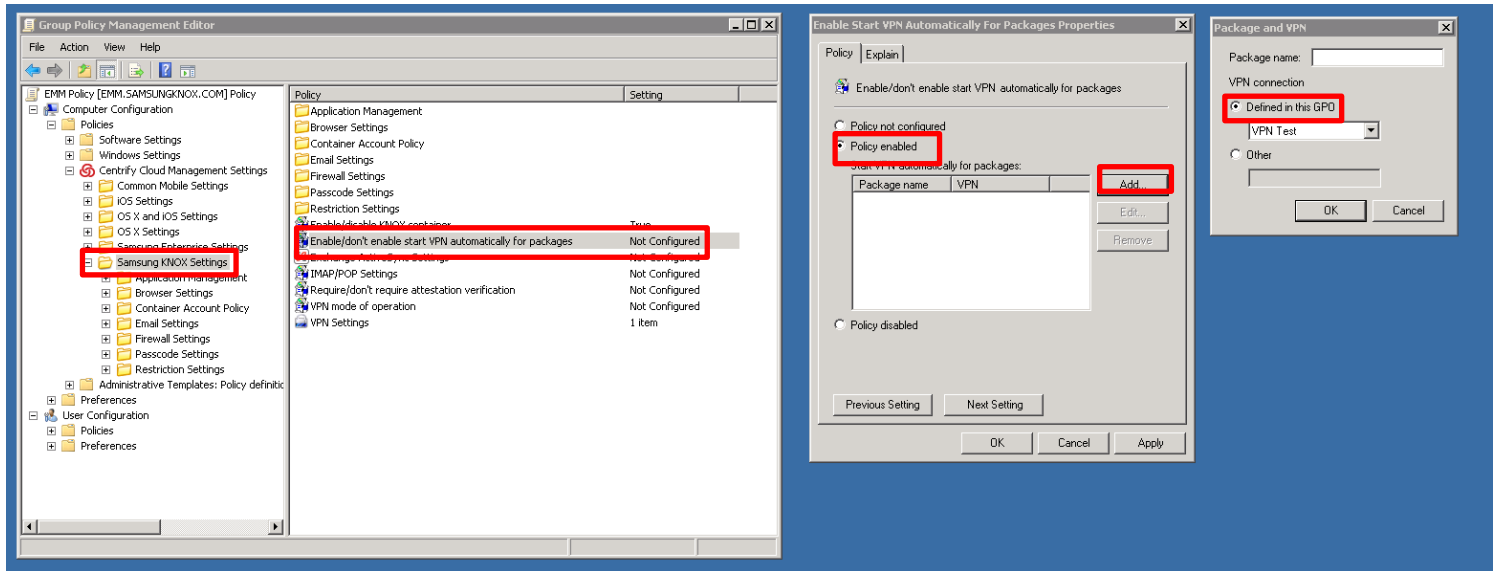 Group Policy Management Editor
File Action View Help
EMM Policy [EMM.SAMSUNGKNOX.COM] Policy
Computer Configuration
Policies
Software Settings
Windows Settings
Centrify Cloud Management Settings
Common Mobile Settings
iOS Settings
OS X and iOS Settings
OS X Settings
Samsung Enterprise Settings
Samsung KNOX Settings
Application Management
Browser Settings
Container Account Policy
Email Settings
Firewall Settings
Passcode Settings
Restriction Settings
Administrative Templates: Policy definitic
Preferences
User Configuration
Policies
Preferences
Policy Setting
Application Management
Browser Settings
Container Account Policy
Email Settings
Firewall Settings
Passcode Settings
Restriction Settings
Enable/disable KNOX container True
Enable/don't enable start VPN automatically for packages Not Configured
Exchange ActiveSync Settings Not Configured
IMAP/POP Settings Not Configured
Require/don't require attestation verification Not Configured
VPN mode of operation Not Configured
VPN Settings 1 item
Enable Start VPN Automatically For Packages Properties
Policy Explain
Enable/don't enable start VPN automatically for packages
Policy not configured
Policy enabled
Start VPN automatically for packages:
Package name VPN
Add...
Edit...
Remove
Policy disabled
Previous Setting Next Setting
OK Cancel Apply
Package and VPN
Package name:
VPN connection
Defined in this GPO
VPN Test
Other
OK Cancel